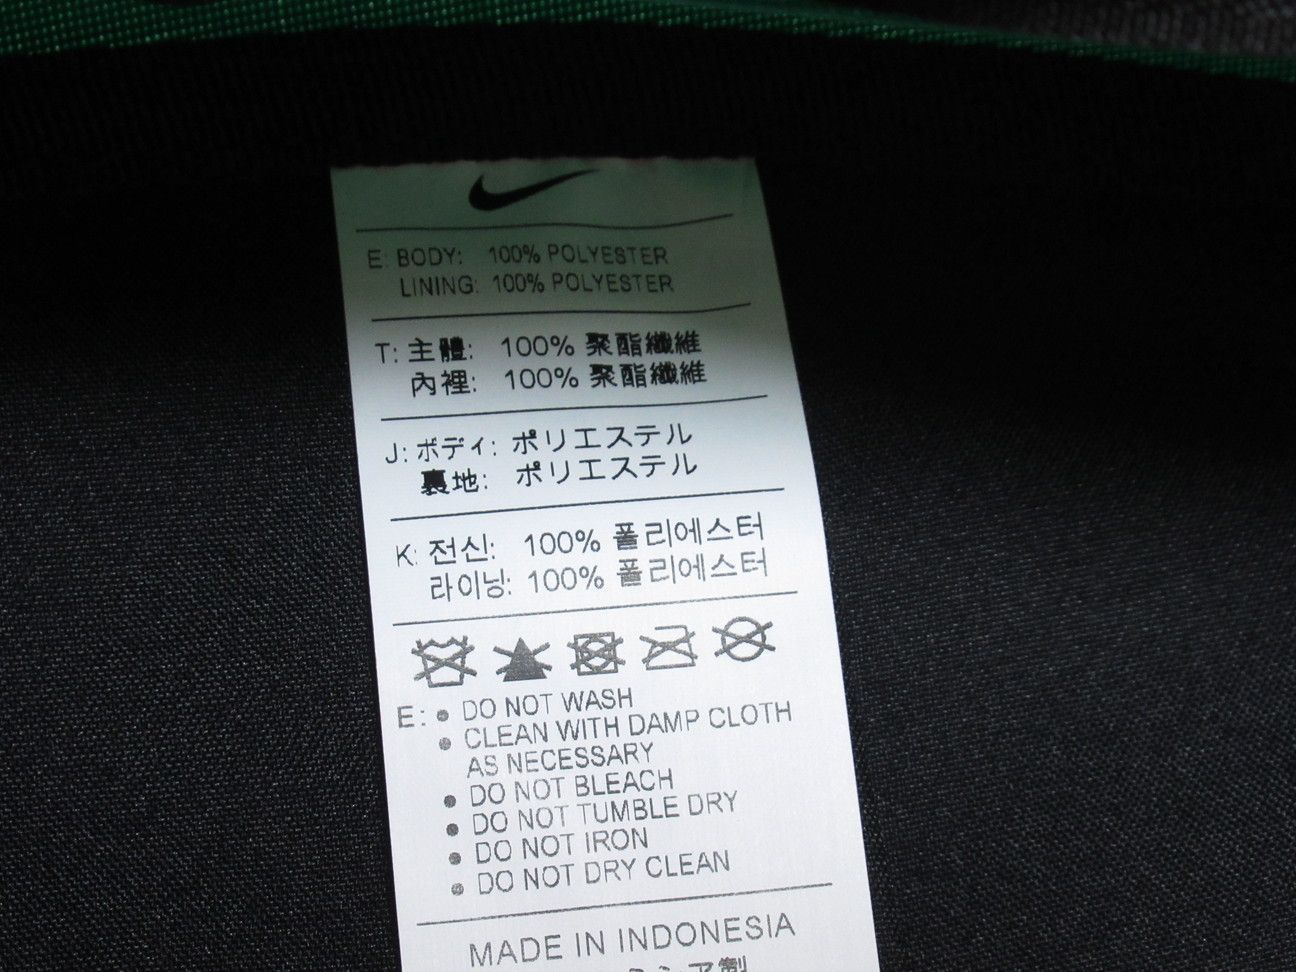 E: BODY: 100% POLYESTER
LINING: 100% POLYESTER
T: 主體: 100% 聚酯纖維
內裡: 100% 聚酯纖維
J: ボディ: ポリエステル
裏地: ポリエステル
K: 전신: 100% 폴리에스터
라이닝: 100% 폴리에스터
E: • DO NOT WASH
• CLEAN WITH DAMP CLOTH
AS NECESSARY
• DO NOT BLEACH
• DO NOT TUMBLE DRY
• DO NOT IRON
• DO NOT DRY CLEAN
MADE IN INDONESIA